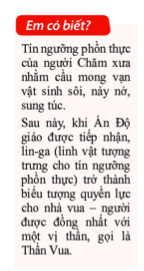 Em có biết?
Tín ngưỡng phồn thực
của người Chăm xưa
nhằm cầu mong vạn
vật sinh sôi, nảy nở,
sung túc.
Sau này, khi Ấn Độ
giáo được tiếp nhận,
lin-ga (linh vật tượng
trưng cho tín ngưỡng
phồn thực) trở thành
biểu tượng quyền lực
cho nhà vua – người
được đồng nhất với
một vị thần, gọi là
Thần Vua.